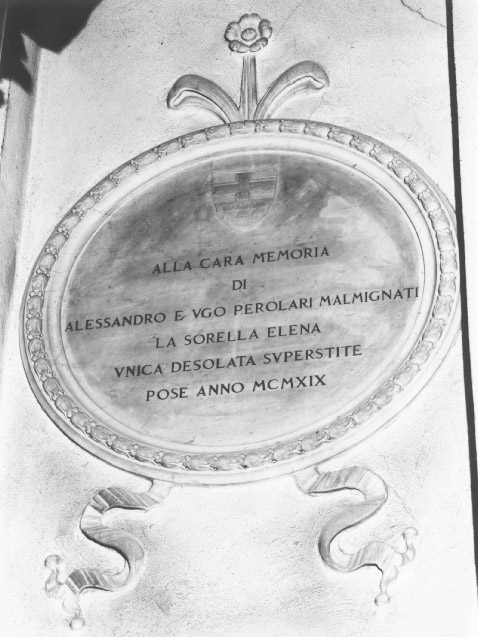 ALLA CARA MEMORIA
DI
ALESSANDRO E VGO PEROLARI MALMIGNATI
LA SORELLA ELENA
VNICA DESOLATA SVPERSTITE
POSE ANNO MCMXIX